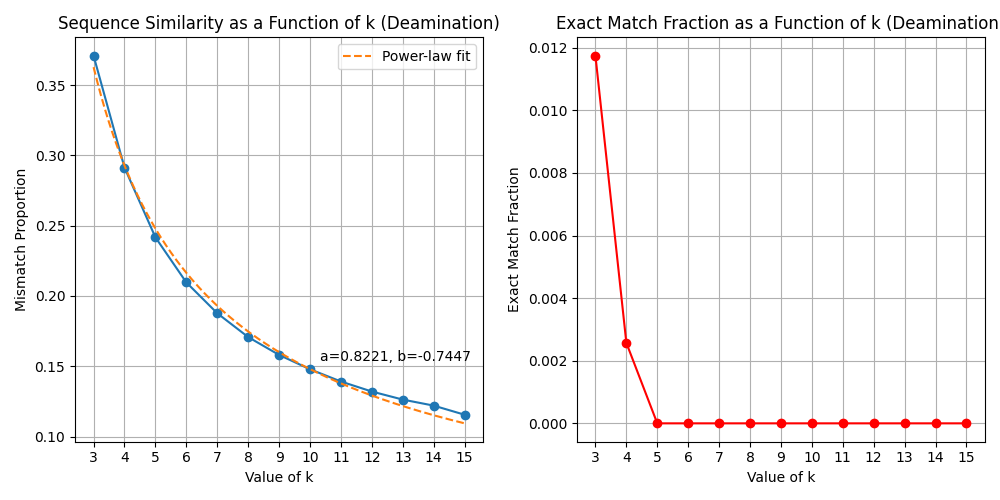 Sequence Similarity as a Function of k (Deamination)
Power-law fit
a=0.8221, b=-0.7447
Mismatch Proportion
0.35
0.30
0.25
0.20
0.15
0.10
3 4 5 6 7 8 9 10 11 12 13 14 15
Value of k
Exact Match Fraction as a Function of k (Deamination
Exact Match Fraction
0.012
0.010
0.008
0.006
0.004
0.002
0.000
3 4 5 6 7 8 9 10 11 12 13 14 15
Value of k